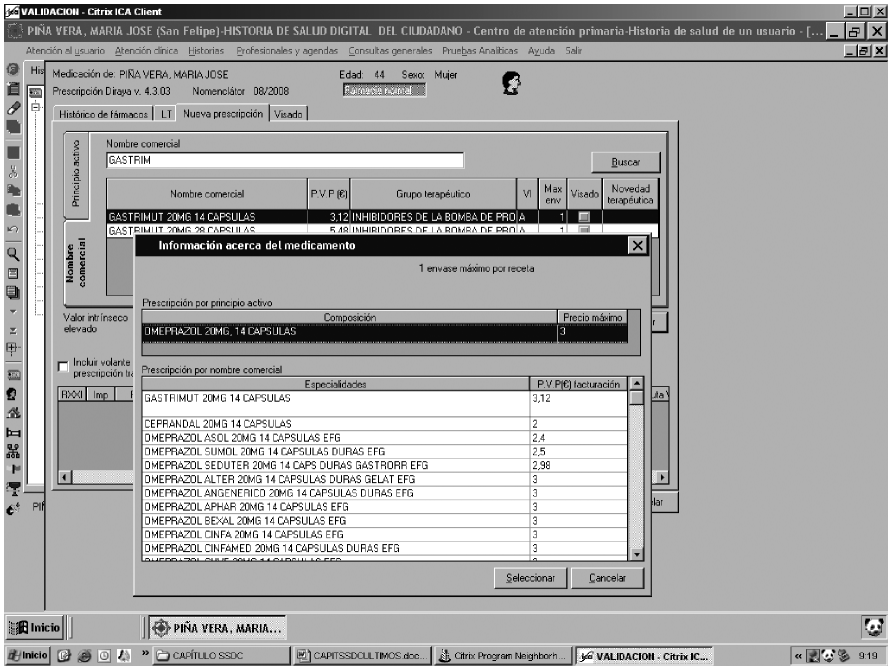 VALIDACION - Citrix ICA Client
PIÑA VERA, MARIA JOSE (San Felipe)-HISTORIA DE SALUD DIGITAL DEL CIUDADANO - Centro de atención primaria-Historia de salud de un usuario - [...
Atención al usuario Atención clínica Historias Profesionales y agendas Consultas generales Pruebas Analíticas Ayuda Salir
His
Medicación de: PIÑA VERA, MARIA JOSE Edad: 44 Sexo: Mujer
Prescripción Diraya v. 4.3.03 Nomenclátor 08/2008 Farmacia normal
Histórico de fármacos LT Nueva prescripción Visado
Principio activo
Nombre comercial
Nombre comercial
GASTRIM
Buscar
Nombre comercial P.V.P (€) Grupo terapéutico VI Max env Visado Novedad terapéutica
GASTRIMUT 20MG 14 CAPSULAS 3,12 INHIBIDORES DE LA BOMBA DE PRO A 1
GASTRIMUT 20MG 28 CAPSULAS 5,48 INHIBIDORES DE LA BOMBA DE PRO A 1
Información acerca del medicamento
1 envase máximo por receta
Valor intrínseco
elevado
Prescripción por principio activo
Composición Precio máximo
OMEPRAZOL 20MG, 14 CAPSULAS 3
Incluir volante
prescripción tra
Prescripción por nombre comercial
RXXI Imp
Especialidades P.V.P(€) facturación
GASTRIMUT 20MG 14 CAPSULAS 3,12
CEPRANDAL 20MG 14 CAPSULAS 2
OMEPRAZOL ASOL 20MG 14 CAPSULAS EFG 2,4
OMEPRAZOL SUMOL 20MG 14 CAPSULAS DURAS EFG 2,5
OMEPRAZOL SEDUTER 20MG 14 CAPS DURAS GASTRORR EFG 2,98
OMEPRAZOL ALTER 20MG 14 CAPSULAS DURAS GELAT EFG 3
OMEPRAZOL ANGENERICO 20MG 14 CAPSULAS DURAS EFG 3
OMEPRAZOL APHAR 20MG 14 CAPSULAS EFG 3
OMEPRAZOL BEXAL 20MG 14 CAPSULAS EFG 3
OMEPRAZOL CINFA 20MG 14 CAPSULAS EFG 3
OMEPRAZOL CINFAMED 20MG 14 CAPSULAS DURAS EFG 3
Seleccionar Cancelar
Inicio PIÑA VERA, MARIA...
Inicio » CAPÍTULO SSDC CAPITSSDCULTIMOS.doc... Citrix Program Neighborh... VALIDACION - Citrix IC... « 9:19